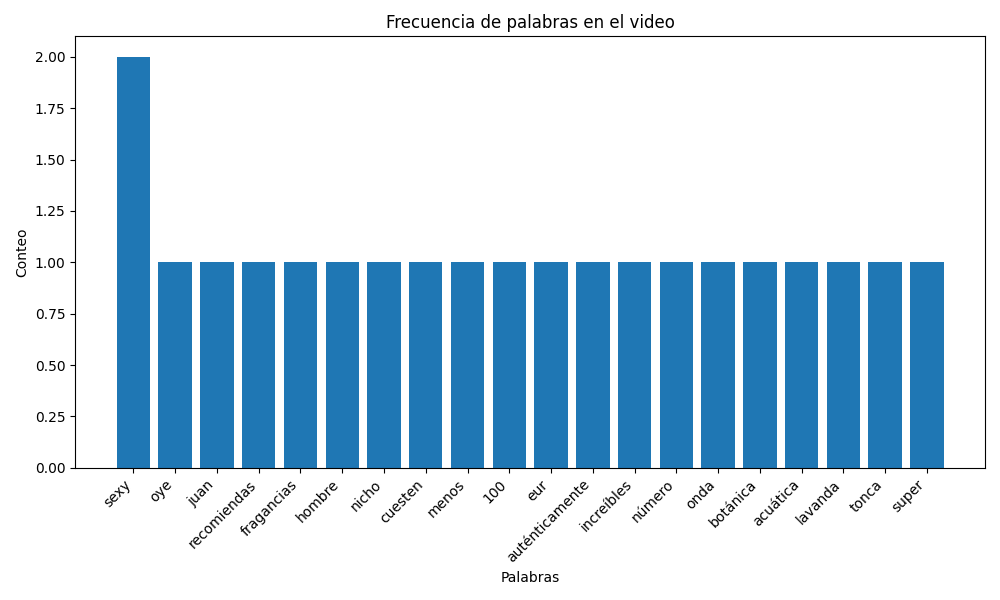 Frecuencia de palabras en el video
Conteo
2.00
1.75
1.50
1.25
1.00
0.75
0.50
0.25
0.00
sexy
oye
juan
recomiendas
fragancias
hombre
nicho
cuesten
menos
100
eur
auténticamente
increíbles
número
onda
botánica
acuática
lavanda
tonca
super
Palabras